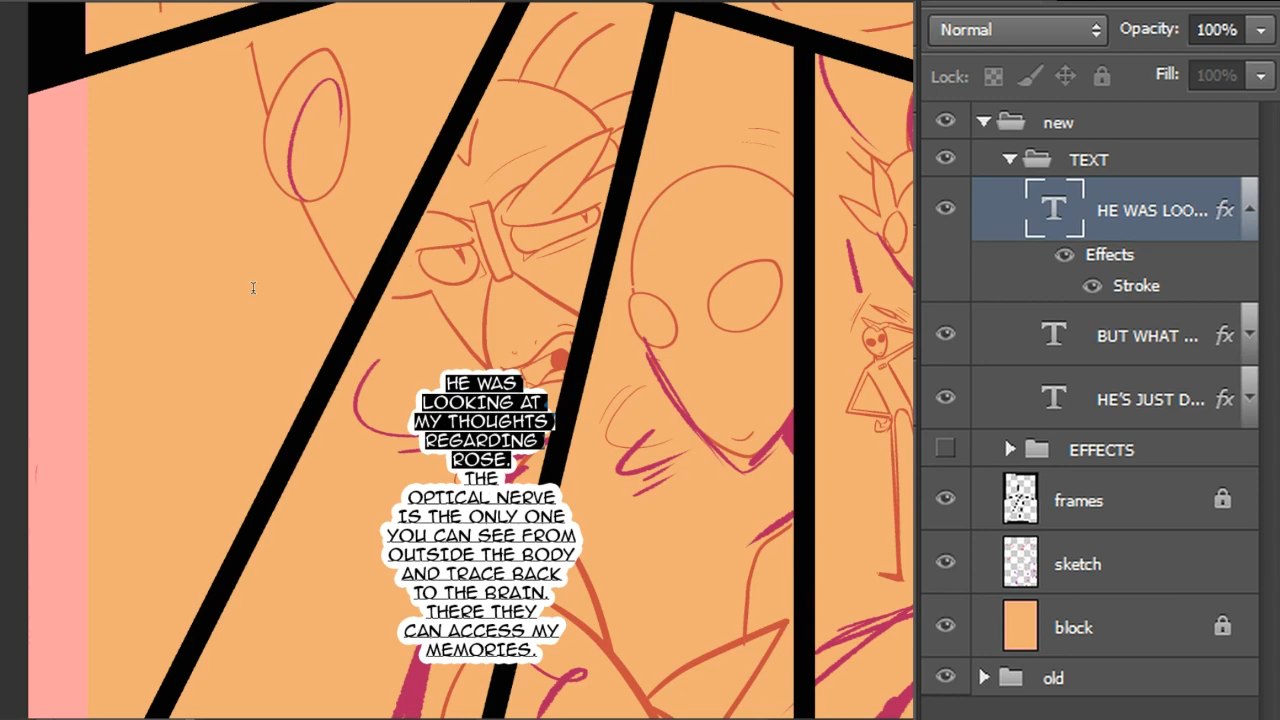 Normal
Opacity: 100%
Lock:
Fill: 100%
new
TEXT
HE WAS LOO... fx
Effects
Stroke
BUT WHAT ... fx
HE'S JUST D... fx
EFFECTS
frames
sketch
block
old
HE WAS
LOOKING AT
MY THOUGHTS
REGARDING
ROSE.
THE
OPTICAL NERVE
IS THE ONLY ONE
YOU CAN SEE FROM
OUTSIDE THE BODY
AND TRACE BACK
TO THE BRAIN.
THERE THEY
CAN ACCESS MY
MEMORIES.